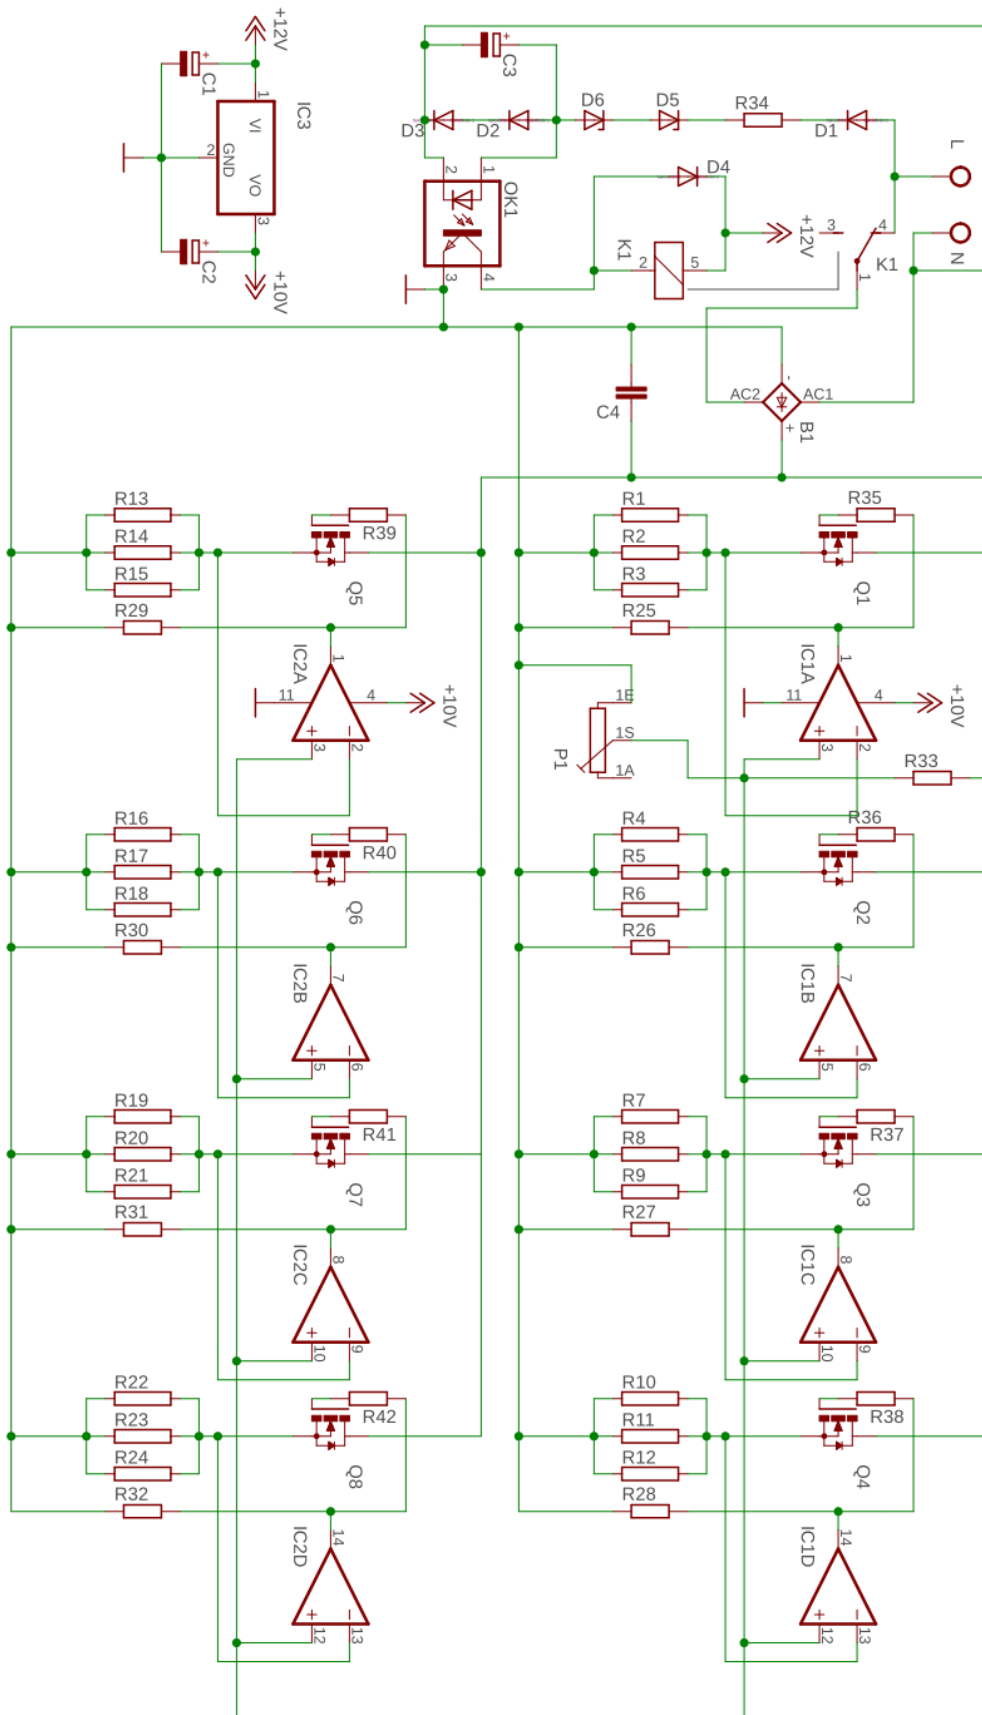 +12V
C1
1
VI
IC3
2
GND
VO
3
C2
+10V
+
C3
D3
D2
D6
D5
R34
D1
L
2
1
OK1
D4
3
4
K1
2
5
+12V
3
4
K1
1
N
C4
AC2
AC1
-
+
B1
R13
R14
R15
R29
R39
Q5
R1
R2
R3
R25
R35
Q1
IC2A
1
11
4
+10V
+
-
3
2
1E
1S
1A
P1
IC1A
1
11
4
+10V
+
-
3
2
R33
R16
R17
R18
R30
R40
Q6
R4
R5
R6
R26
R36
Q2
IC2B
7
+
-
5
6
IC1B
7
+
-
5
6
R19
R20
R21
R31
R41
Q7
R7
R8
R9
R27
R37
Q3
IC2C
8
+
-
10
9
IC1C
8
+
-
10
9
R22
R23
R24
R32
R42
Q8
R10
R11
R12
R28
R38
Q4
IC2D
14
+
-
12
13
IC1D
14
+
-
12
13